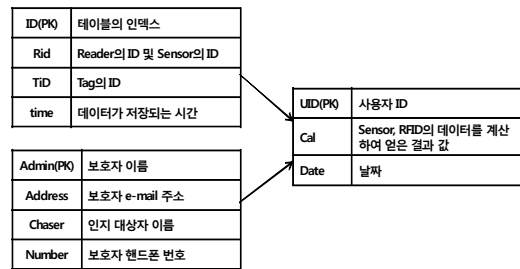 ID(PK) 테이블의 인덱스
Rid Reader의 ID 및 Sensor의 ID
TiD Tag의 ID
time 데이터가 저장되는 시간
Admin(PK) 보호자 이름
Address 보호자 e-mail 주소
Chaser 인지 대상자 이름
Number 보호자 핸드폰 번호
UID(PK) 사용자 ID
Cal Sensor, RFID의 데이터를 계산
하여 얻은 결과 값
Date 날짜